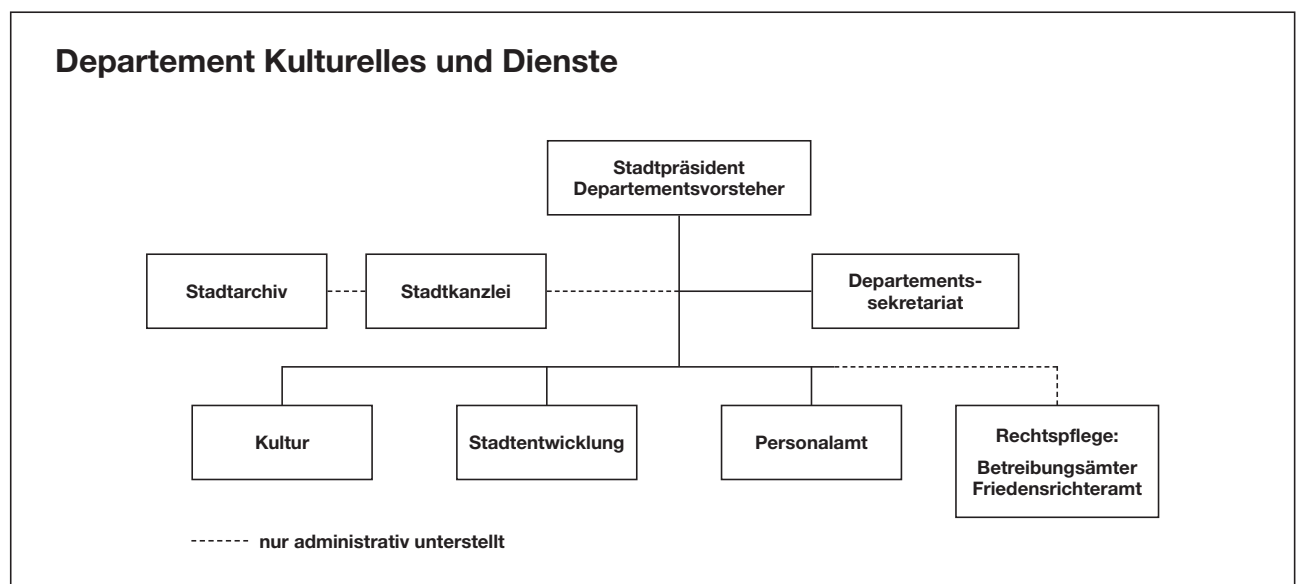 Departement Kulturelles und Dienste
Stadtpräsident
Departementsvorsteher
Stadtarchiv
Stadtkanzlei
Departements-
sekretariat
Kultur
Stadtentwicklung
Personalamt
Rechtspflege:
Betreibungsämter
Friedensrichteramt
nur administrativ unterstellt